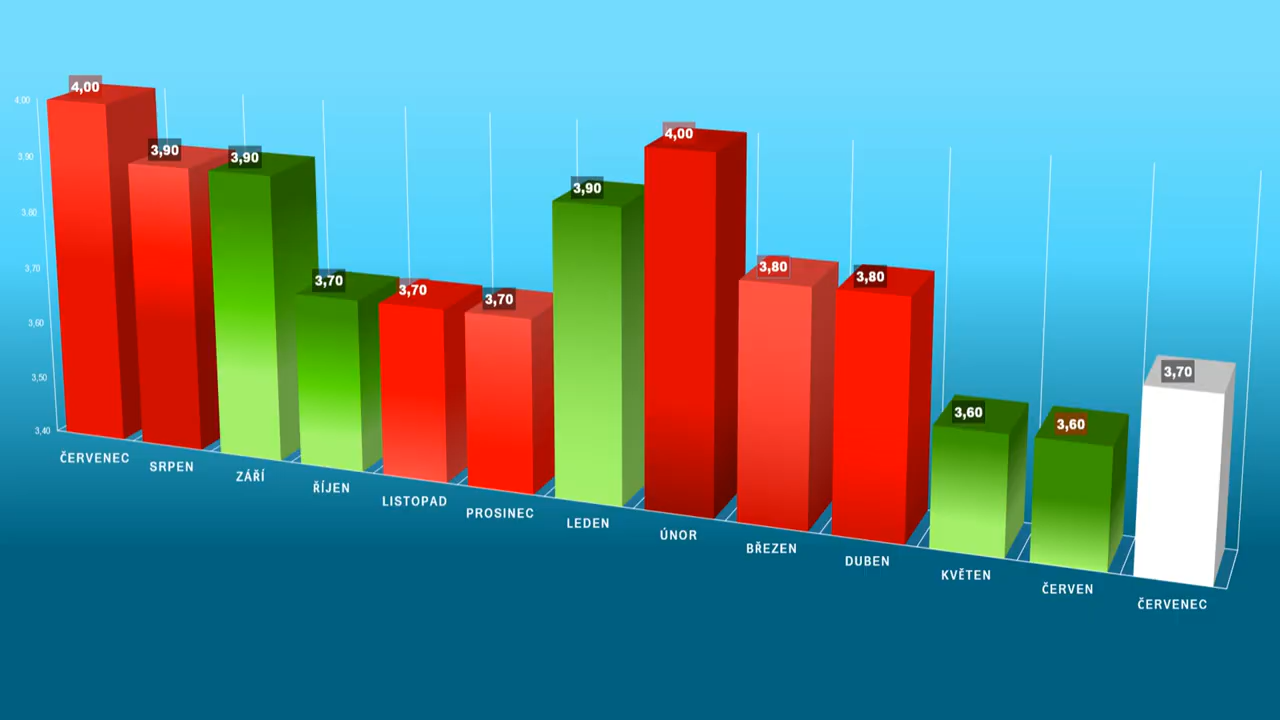 4,00
3,90
3,80
3,70
3,60
3,50
3,40
4,00
3,90
3,90
3,70
3,70
3,70
3,90
4,00
3,80
3,80
3,60
3,60
3,70
ČERVENEC
SRPEN
ZÁŘÍ
ŘÍJEN
LISTOPAD
PROSINEC
LEDEN
ÚNOR
BŘEZEN
DUBEN
KVĚTEN
ČERVEN
ČERVENEC